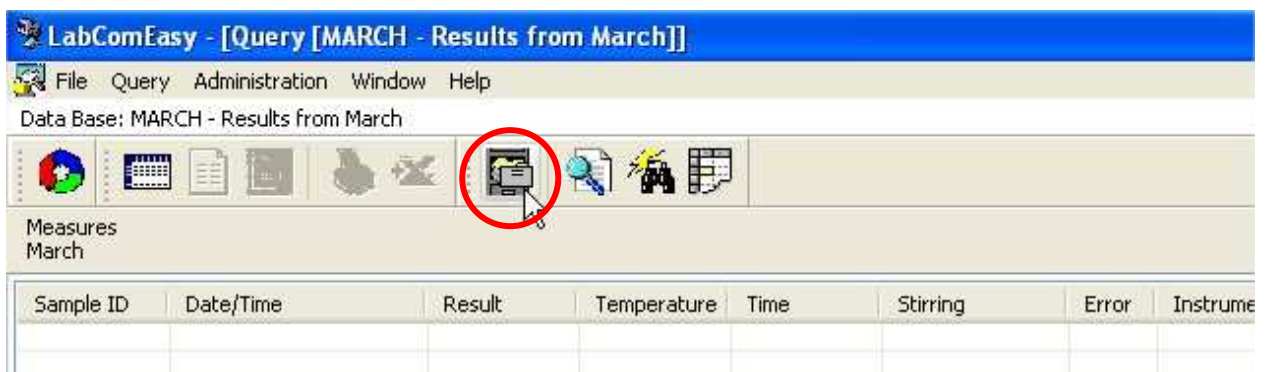 LabComEasy - [Query [MARCH - Results from March]]
File Query Administration Window Help
Data Base: MARCH - Results from March
Measures
March
Sample ID Date/Time Result Temperature Time Stirring Error Instrume